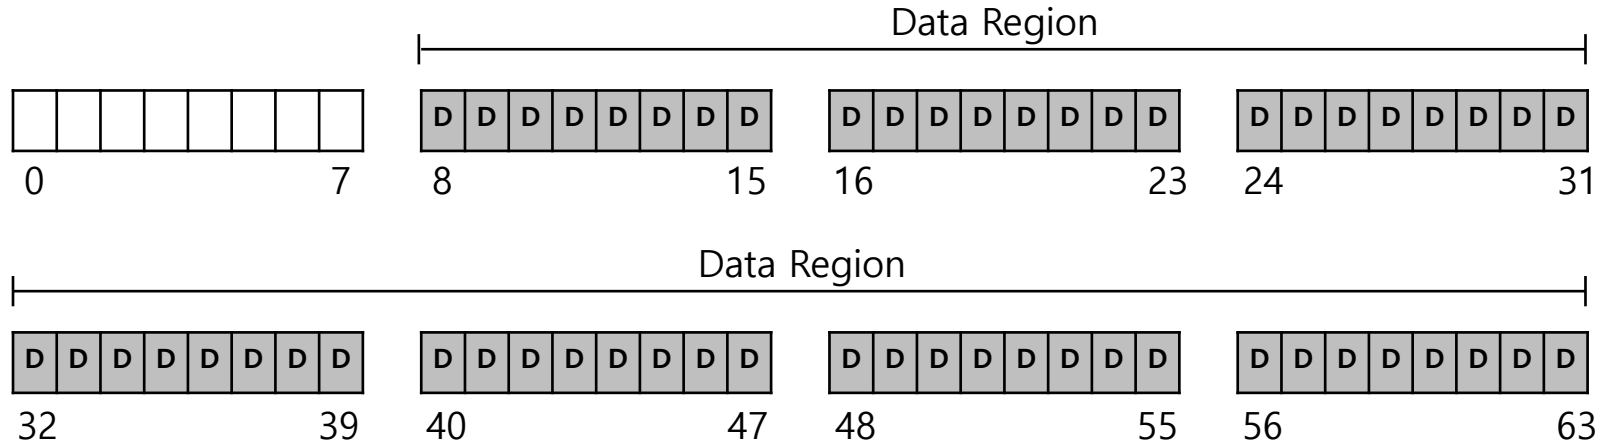 Data Region
D D D D D D D D D D D D D D D D D D D D D D D D
0 7 8 15 16 23 24 31
Data Region
D D D D D D D D D D D D D D D D D D D D D D D D D D D D D D D D
32 39 40 47 48 55 56 63